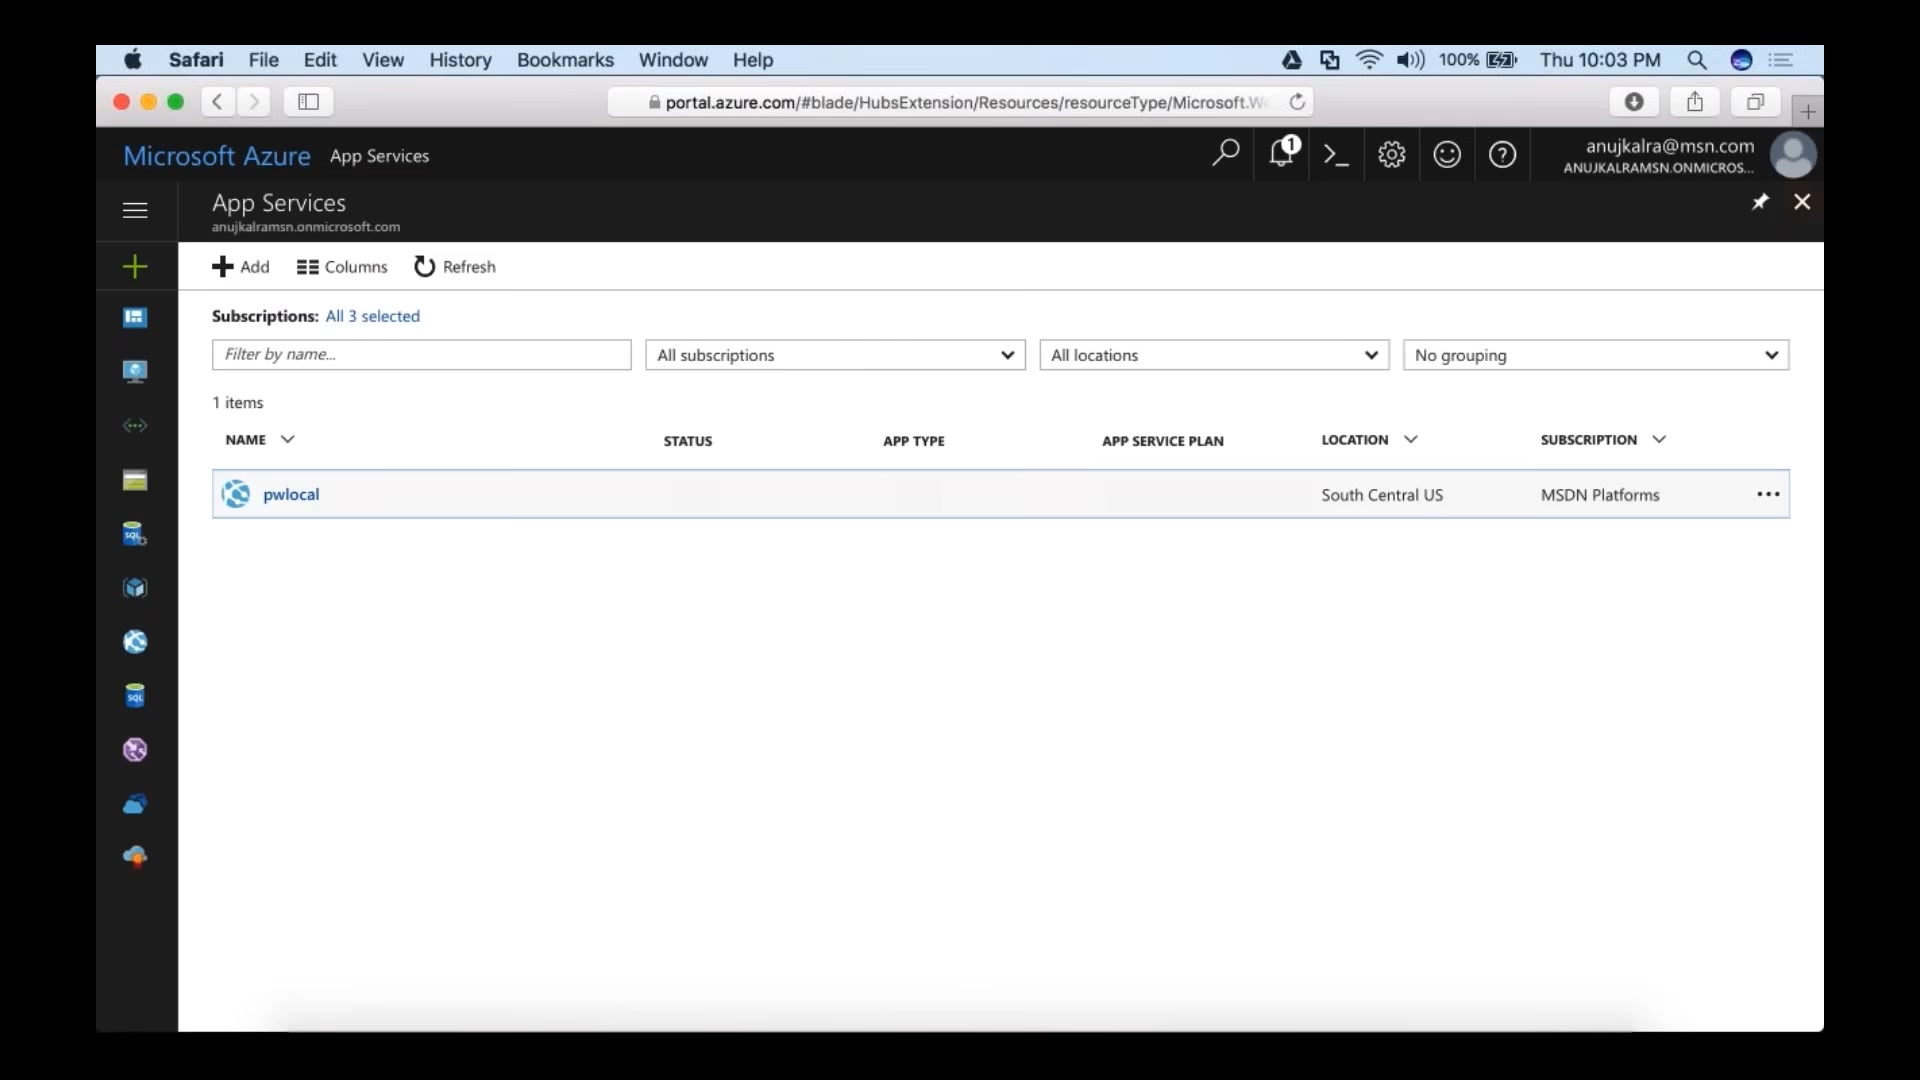 Safari File Edit View History Bookmarks Window Help 100% Thu 10:03 PM
portal.azure.com/#blade/HubsExtension/Resources/resourceType/Microsoft.W
Microsoft Azure App Services 1 anujkalra@msn.com
ANUJKALRAMSN.ONMICROS...
App Services
anujkalramsn.onmicrosoft.com
Add Columns Refresh
Subscriptions: All 3 selected
Filter by name... All subscriptions All locations No grouping
1 items
NAME STATUS APP TYPE APP SERVICE PLAN LOCATION SUBSCRIPTION
pwlocal South Central US MSDN Platforms
SQL
SQL